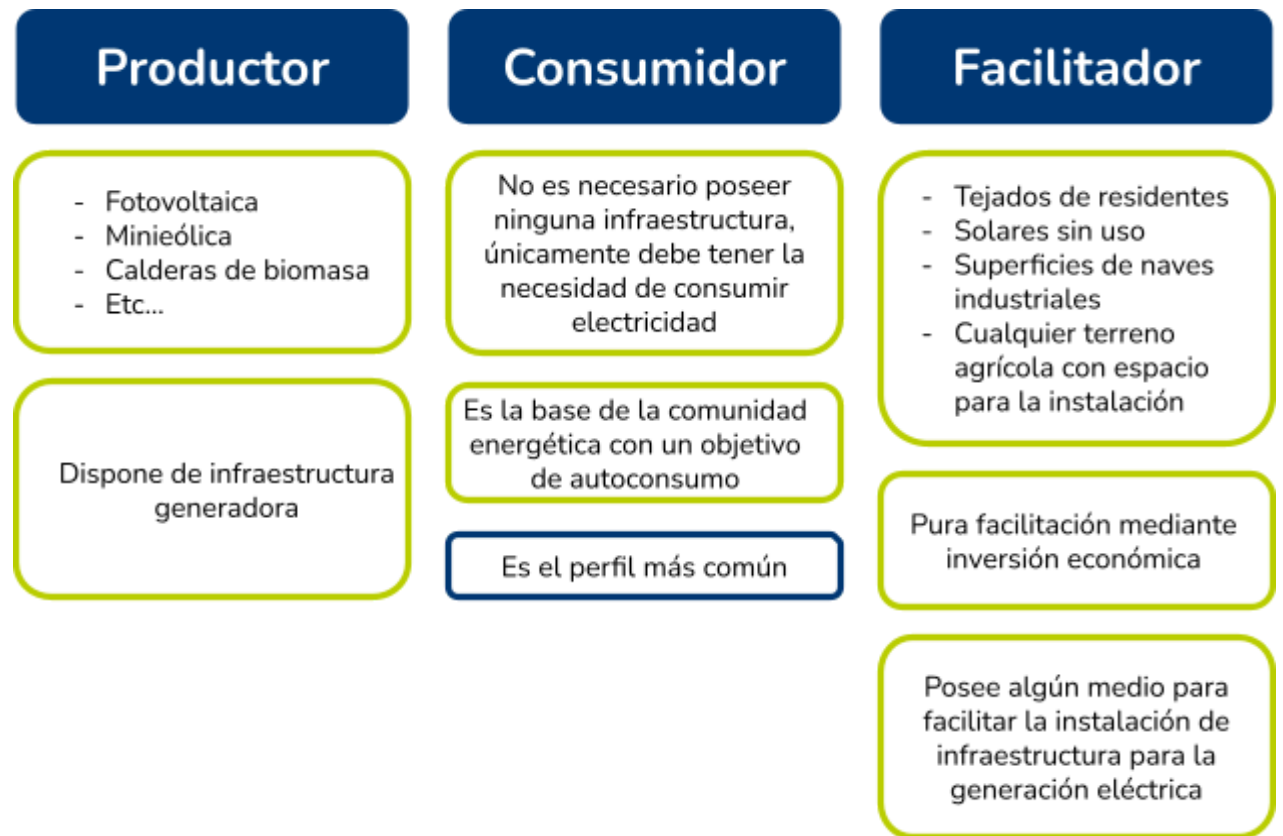 Productor
- Fotovoltaica
- Minieólica
- Calderas de biomasa
- Etc...
Dispone de infraestructura
generadora
Consumidor
No es necesario poseer
ninguna infraestructura,
únicamente debe tener la
necesidad de consumir
electricidad
Es la base de la comunidad
energética con un objetivo
de autoconsumo
Es el perfil más común
Facilitador
- Tejados de residentes
- Solares sin uso
- Superficies de naves
industriales
- Cualquier terreno
agrícola con espacio
para la instalación
Pura facilitación mediante
inversión económica
Posee algún medio para
facilitar la instalación de
infraestructura para la
generación eléctrica